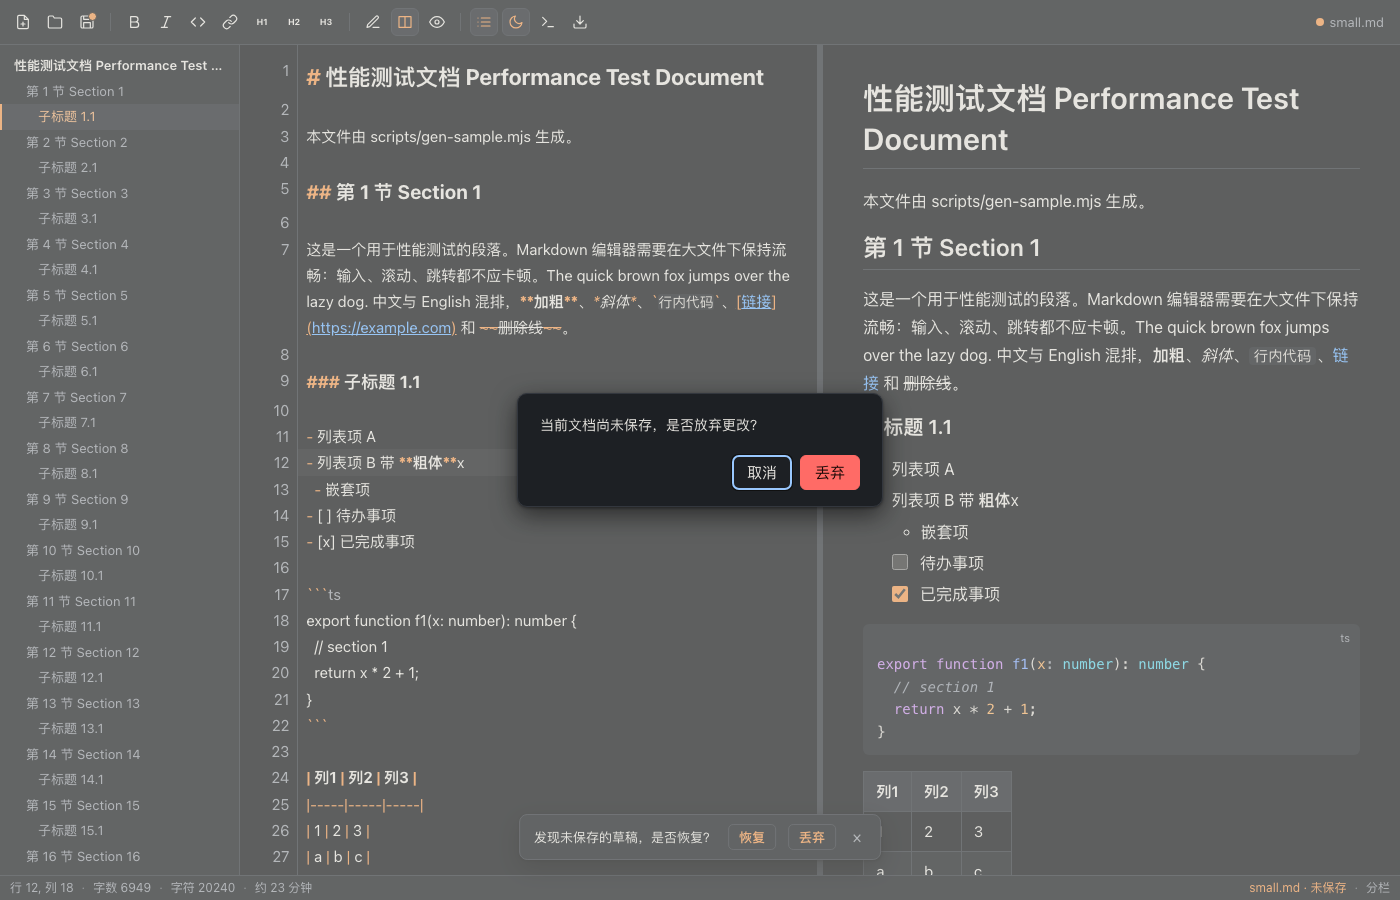 H1 H2 H3
small.md
性能测试文档 Performance Test ...
第 1 节 Section 1
子标题 1.1
第 2 节 Section 2
子标题 2.1
第 3 节 Section 3
子标题 3.1
第 4 节 Section 4
子标题 4.1
第 5 节 Section 5
子标题 5.1
第 6 节 Section 6
子标题 6.1
第 7 节 Section 7
子标题 7.1
第 8 节 Section 8
子标题 8.1
第 9 节 Section 9
子标题 9.1
第 10 节 Section 10
子标题 10.1
第 11 节 Section 11
子标题 11.1
第 12 节 Section 12
子标题 12.1
第 13 节 Section 13
子标题 13.1
第 14 节 Section 14
子标题 14.1
第 15 节 Section 15
子标题 15.1
第 16 节 Section 16
1 # 性能测试文档 Performance Test Document
2
3 本文件由 scripts/gen-sample.mjs 生成。
4
5 ## 第 1 节 Section 1
6
7 这是一个用于性能测试的段落。Markdown 编辑器需要在大文件下保持流
畅：输入、滚动、跳转都不应卡顿。The quick brown fox jumps over the
lazy dog. 中文与 English 混排，**加粗**、*斜体*、`行内代码`、[链接]
(https://example.com) 和 ~~删除线~~。
8
9 ### 子标题 1.1
10
11 - 列表项 A
12 - 列表项 B 带 **粗体**x
13 - 嵌套项
14 - [ ] 待办事项
15 - [x] 已完成事项
16
17 ```ts
18 export function f1(x: number): number {
19 // section 1
20 return x * 2 + 1;
21 }
22 ```
23
24 | 列1 | 列2 | 列3 |
25 |-----|-----|-----|
26 | 1 | 2 | 3 |
27 | a | b | c |
性能测试文档 Performance Test
Document
本文件由 scripts/gen-sample.mjs 生成。
第 1 节 Section 1
这是一个用于性能测试的段落。Markdown 编辑器需要在大文件下保持
流畅：输入、滚动、跳转都不应卡顿。The quick brown fox jumps
over the lazy dog. 中文与 English 混排，加粗、斜体、行内代码、链
接 和 删除线。
标题 1.1
列表项 A
列表项 B 带 粗体x
嵌套项
待办事项
已完成事项
ts
export function f1(x: number): number {
// section 1
return x * 2 + 1;
}
列1 列2 列3
2 3
a b c
当前文档尚未保存，是否放弃更改?
取消 丢弃
发现未保存的草稿，是否恢复? 恢复 丢弃 ×
行 12, 列 18 · 字数 6949 · 字符 20240 · 约 23 分钟
small.md · 未保存 · 分栏